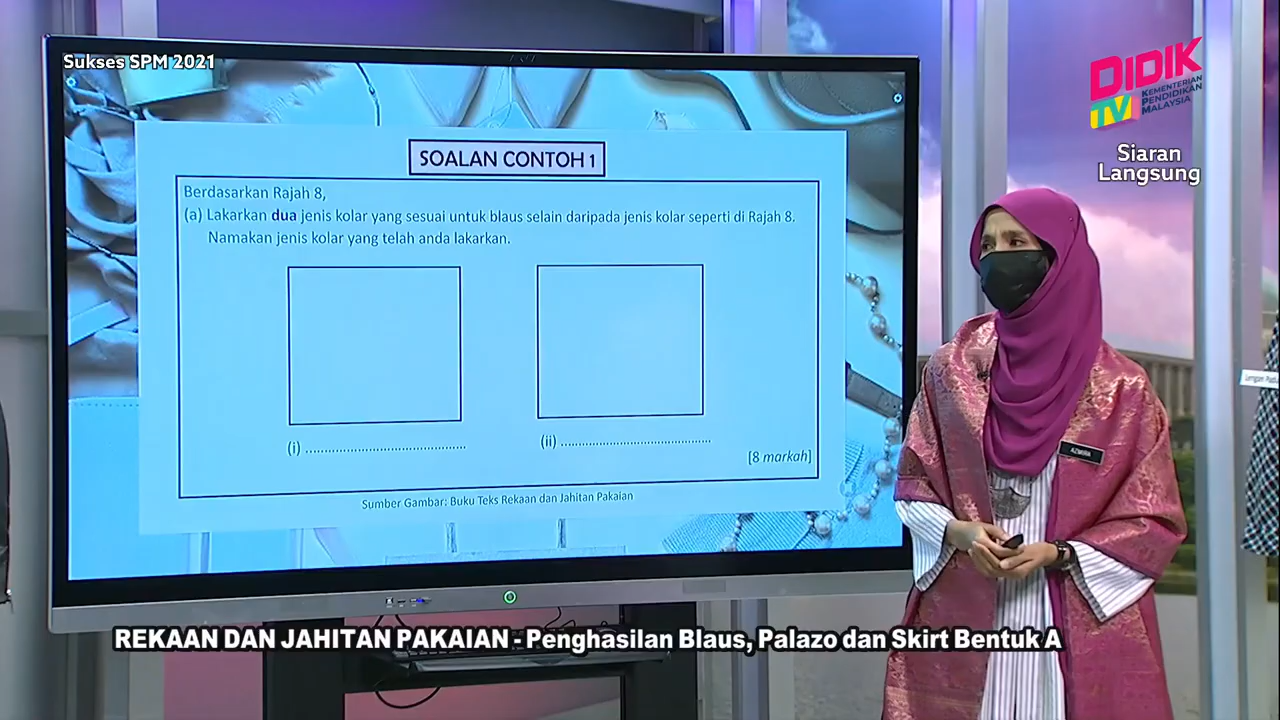 Sukses SPM 2021
DIDIK
TV
KEMENTERIAN
PENDIDIKAN
MALAYSIA
Siaran
Langsung
SOALAN CONTOH 1
Berdasarkan Rajah 8,
(a) Lakarkan dua jenis kolar yang sesuai untuk blaus selain daripada jenis kolar seperti di Rajah 8.
Namakan jenis kolar yang telah anda lakarkan.
(i) ............................................
(ii) ..........................................
[8 markah]
Sumber Gambar: Buku Teks Rekaan dan Jahitan Pakaian
AZMIRA
REKAAN DAN JAHITAN PAKAIAN - Penghasilan Blaus, Palazo dan Skirt Bentuk A